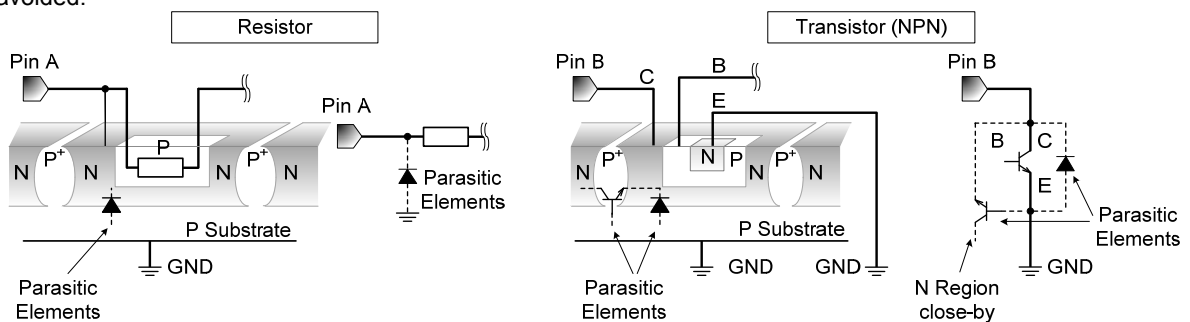 avoided.
Resistor
Transistor (NPN)
Pin A
Pin A
N
P+
N
P
N
P+
N
Parasitic
Elements
P Substrate
GND
Parasitic
Elements
Pin B
C
B
E
N
P+
N
N
P
N
P+
N
P Substrate
GND
GND
Parasitic
Elements
Pin B
B
C
E
Parasitic
Elements
GND
N Region
close-by